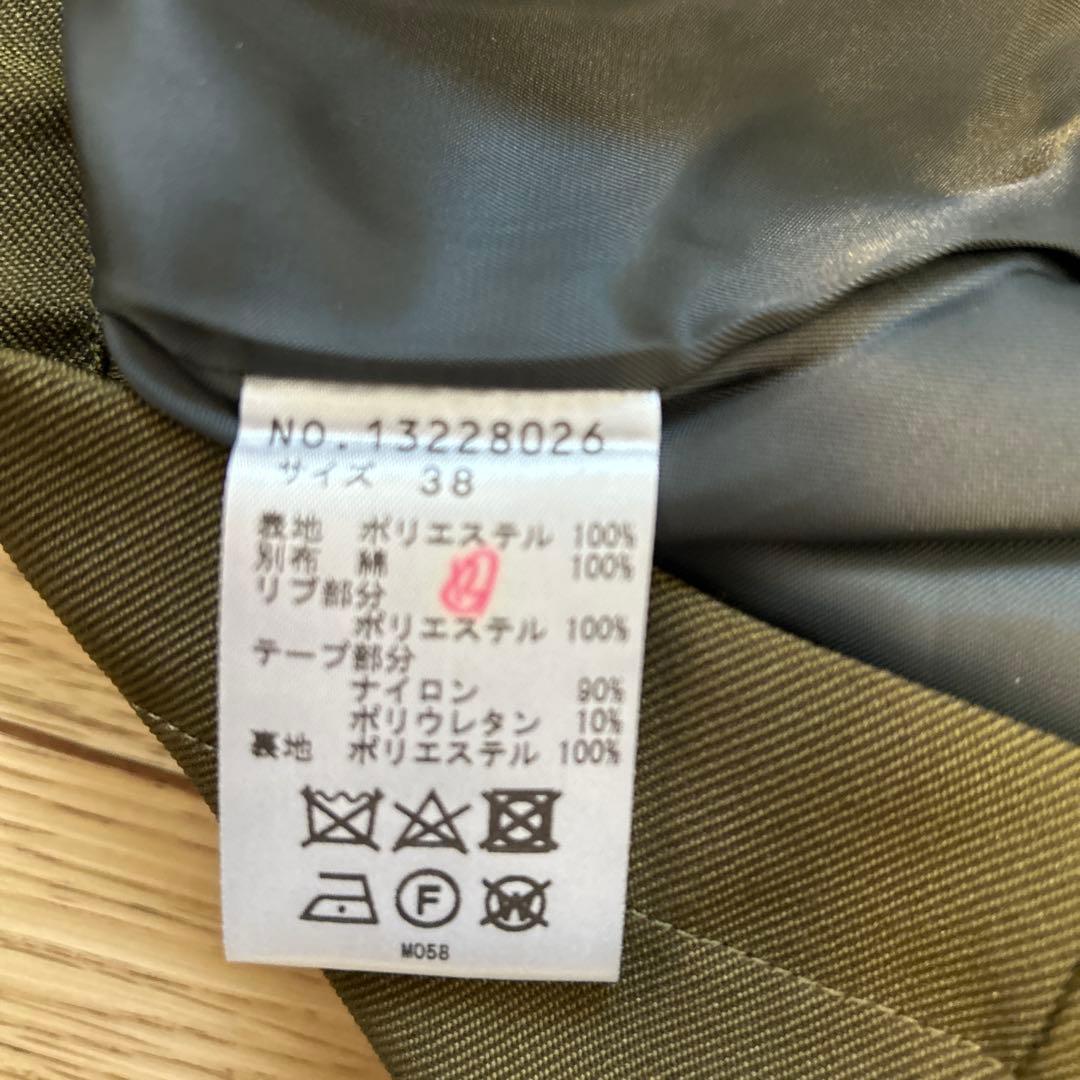 NO.13228026
サイズ 38
表地 ポリエステル 100%
別布 綿 100%
リブ部分
ポリエステル 100%
テープ部分
ナイロン 90%
ポリウレタン 10%
裏地 ポリエステル 100%
F W
M058